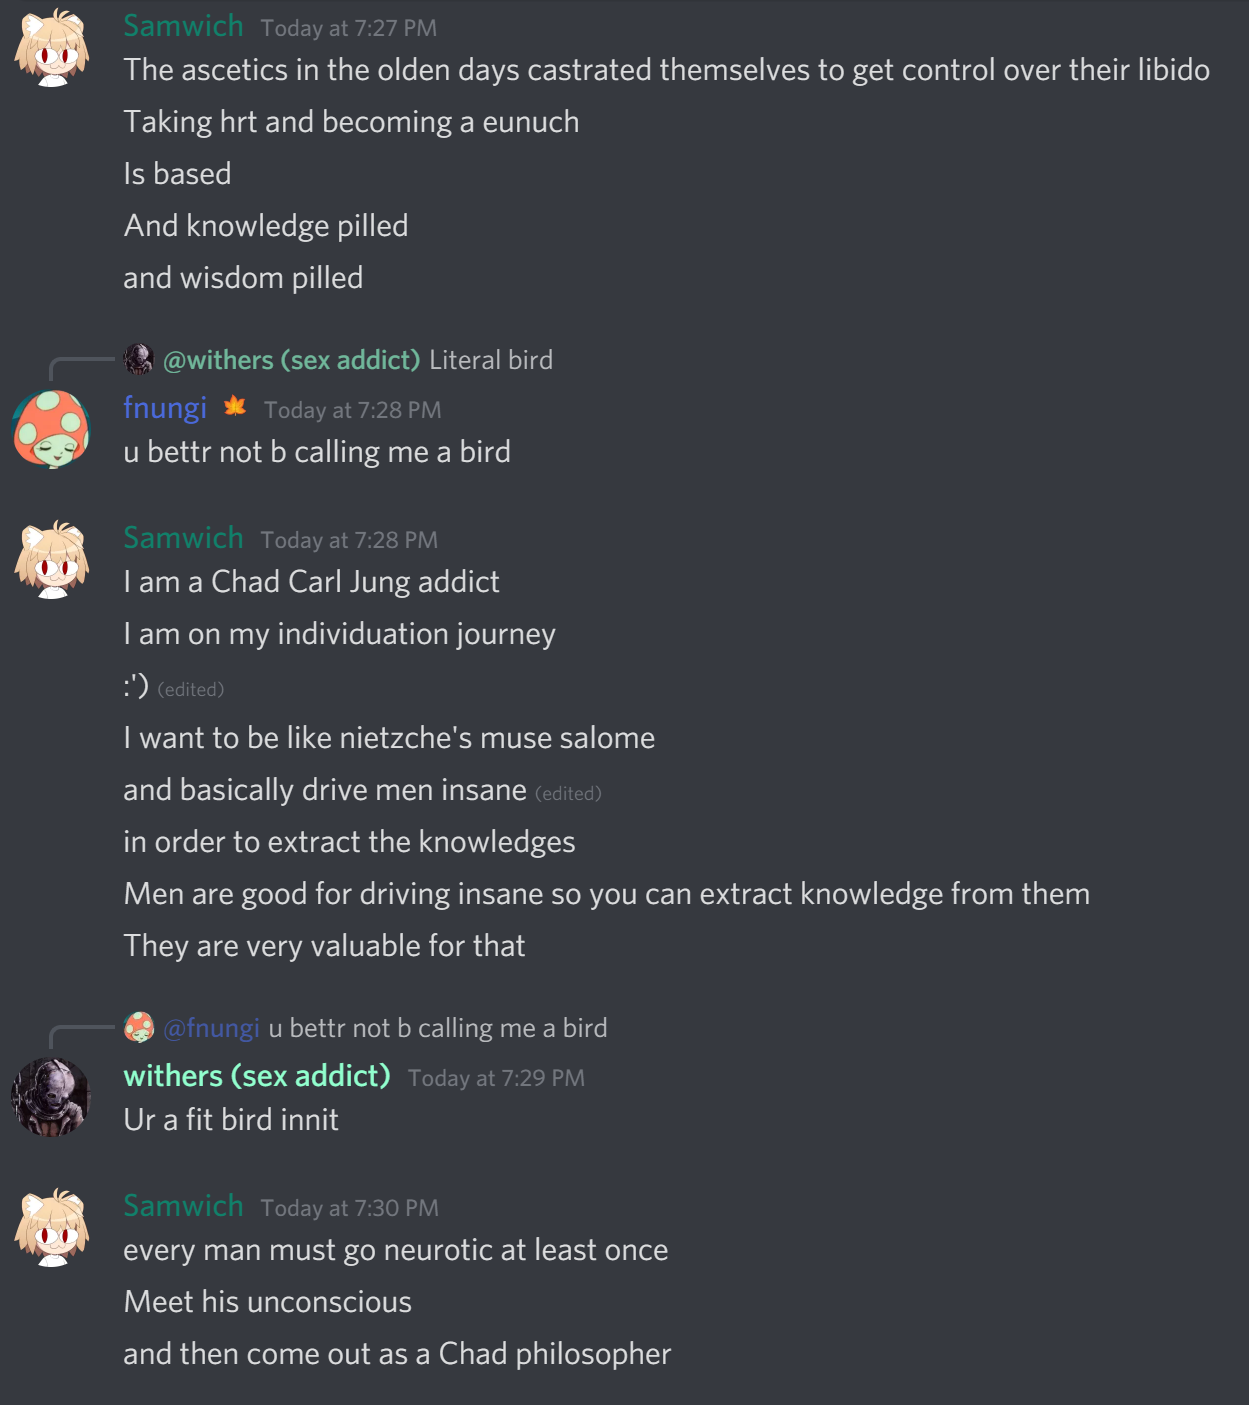 Samwich Today at 7:27 PM
The ascetics in the olden days castrated themselves to get control over their libido
Taking hrt and becoming a eunuch
Is based
And knowledge pilled
and wisdom pilled
@withers (sex addict) Literal bird
fnungi 🍁 Today at 7:28 PM
u bettr not b calling me a bird
Samwich Today at 7:28 PM
I am a Chad Carl Jung addict
I am on my individuation journey
:') (edited)
I want to be like nietzche's muse salome
and basically drive men insane (edited)
in order to extract the knowledges
Men are good for driving insane so you can extract knowledge from them
They are very valuable for that
@fnungi u bettr not b calling me a bird
withers (sex addict) Today at 7:29 PM
Ur a fit bird innit
Samwich Today at 7:30 PM
every man must go neurotic at least once
Meet his unconscious
and then come out as a Chad philosopher